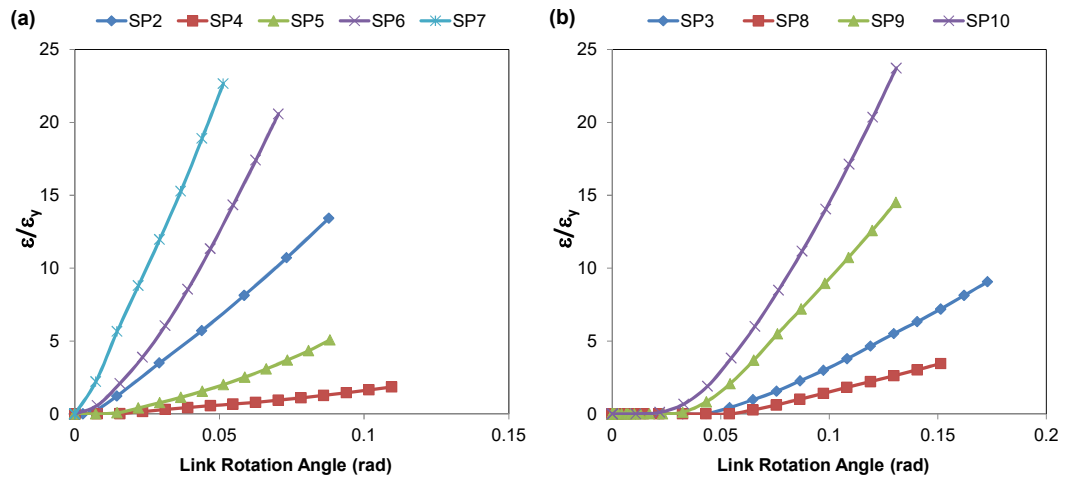 (a)
SP2 SP4 SP5 SP6 SP7
25
20
15
10
5
0
ε/εy
0 0.05 0.1 0.15
Link Rotation Angle (rad)
(b)
SP3 SP8 SP9 SP10
25
20
15
10
5
0
ε/εy
0 0.05 0.1 0.15 0.2
Link Rotation Angle (rad)